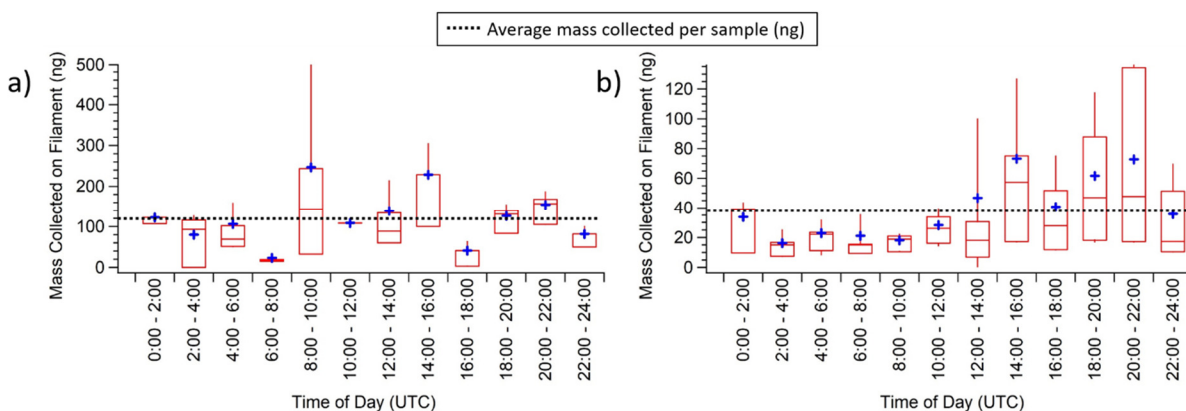 Average mass collected per sample (ng)
a)
Mass Collected on Filament (ng)
500
400
300
200
100
0
0:00 - 2:00
2:00 - 4:00
4:00 - 6:00
6:00 - 8:00
8:00 - 10:00
10:00 - 12:00
12:00 - 14:00
14:00 - 16:00
16:00 - 18:00
18:00 - 20:00
20:00 - 22:00
22:00 - 24:00
Time of Day (UTC)
b)
Mass Collected on Filament (ng)
120
100
80
60
40
20
0
0:00 - 2:00
2:00 - 4:00
4:00 - 6:00
6:00 - 8:00
8:00 - 10:00
10:00 - 12:00
12:00 - 14:00
14:00 - 16:00
16:00 - 18:00
18:00 - 20:00
20:00 - 22:00
22:00 - 24:00
Time of Day (UTC)